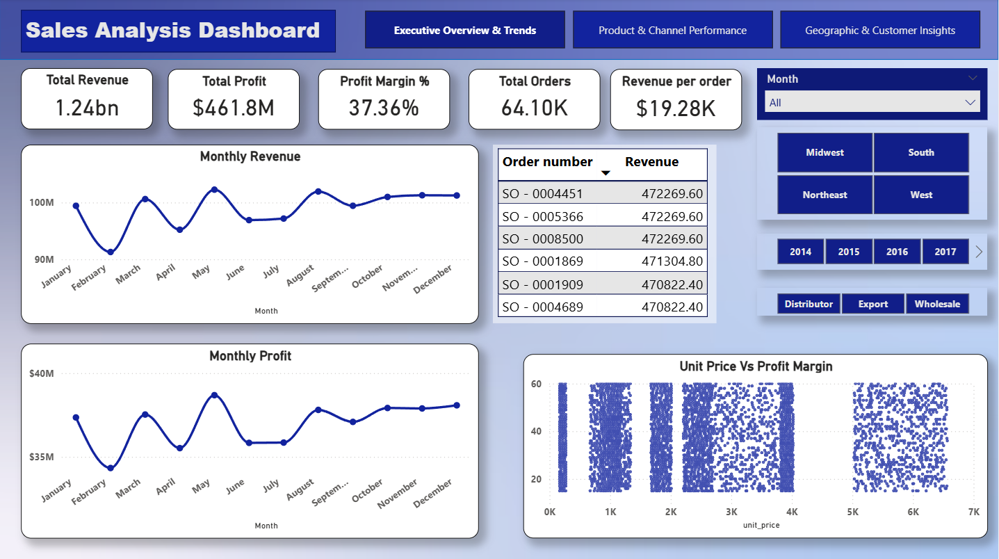 Sales Analysis Dashboard
Executive Overview & Trends
Product & Channel Performance
Geographic & Customer Insights
Total Revenue
1.24bn
Total Profit
$461.8M
Profit Margin %
37.36%
Total Orders
64.10K
Revenue per order
$19.28K
Month
All
Midwest
South
Northeast
West
2014
2015
2016
2017
Distributor
Export
Wholesale
Monthly Revenue
100M
90M
January
February
March
April
May
June
July
August
Septem...
October
Novem...
December
Month
Order number Revenue
SO - 0004451 472269.60
SO - 0005366 472269.60
SO - 0008500 472269.60
SO - 0001869 471304.80
SO - 0001909 470822.40
SO - 0004689 470822.40
Monthly Profit
$40M
$35M
January
February
March
April
May
June
July
August
Septem...
October
November
December
Month
Unit Price Vs Profit Margin
60
40
20
0K
1K
2K
3K
4K
5K
6K
7K
unit_price